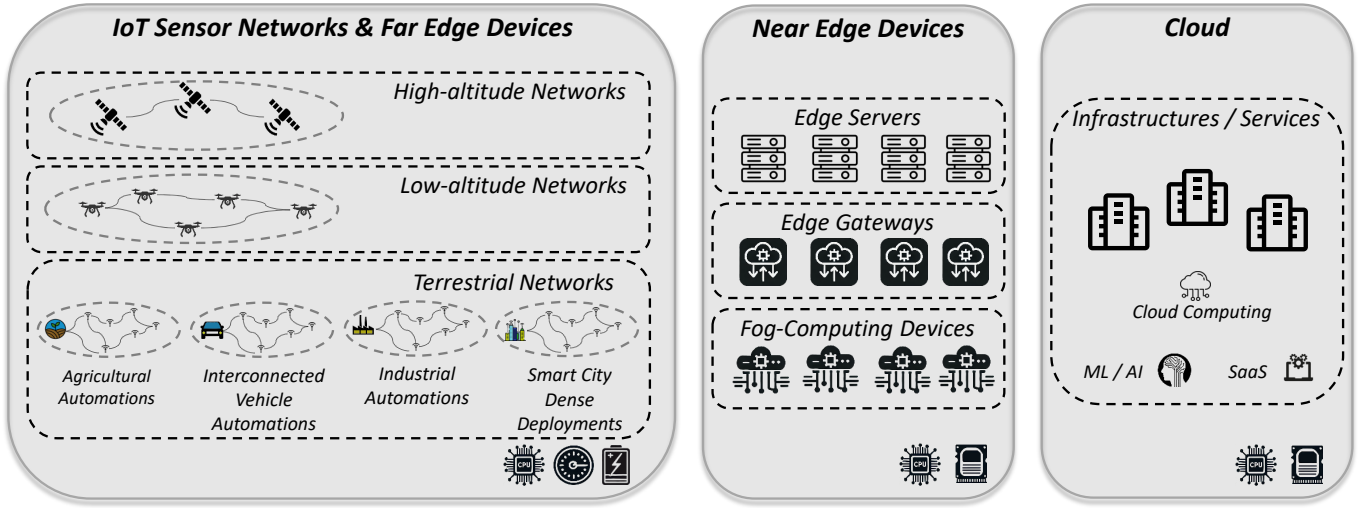 IoT Sensor Networks & Far Edge Devices
High-altitude Networks
Low-altitude Networks
Terrestrial Networks
Agricultural
Automations
Interconnected
Vehicle
Automations
Industrial
Automations
Smart City
Dense
Deployments
CPU
Near Edge Devices
Edge Servers
Edge Gateways
Fog-Computing Devices
CPU
Cloud
Infrastructures / Services
Cloud Computing
ML / AI
SaaS
CPU